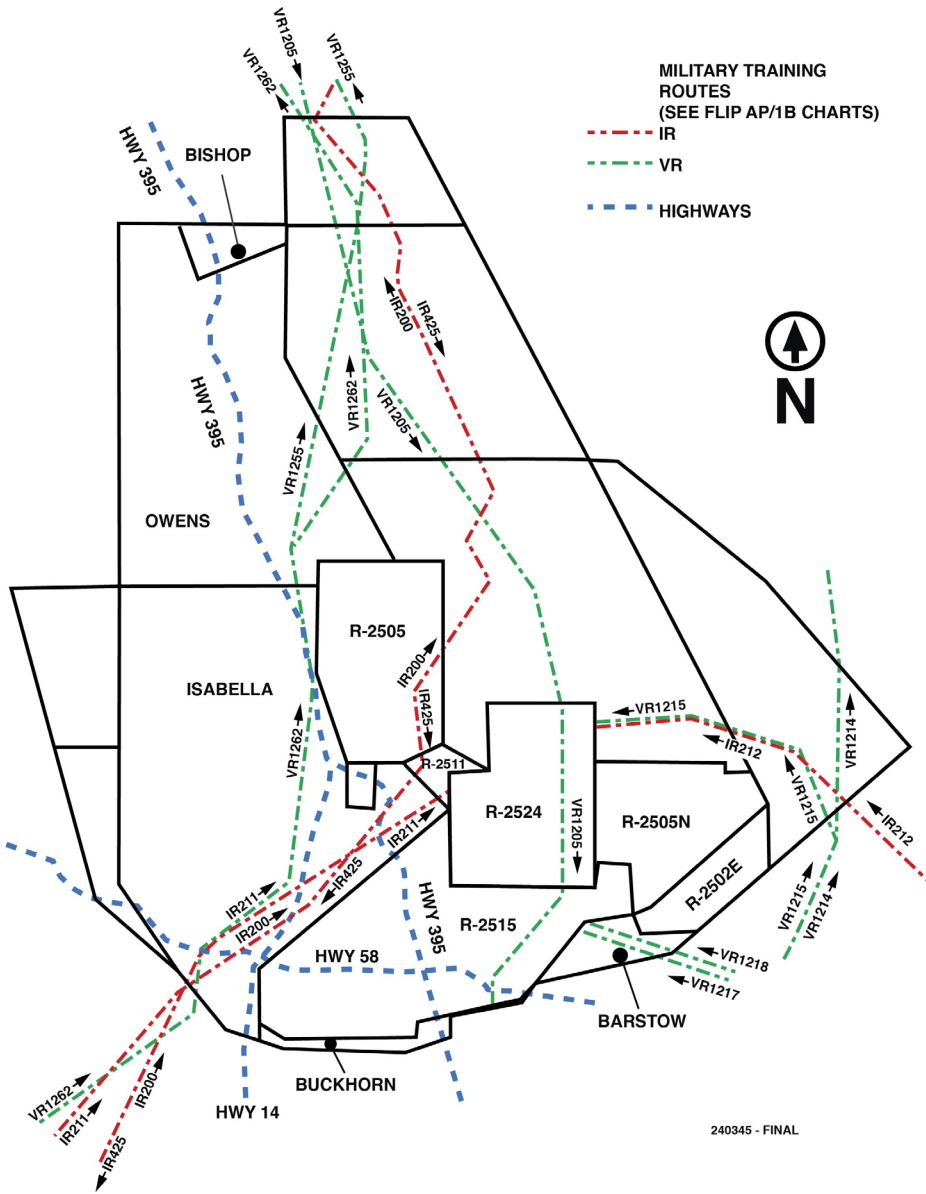 VR1205
VR1262
VR1255
MILITARY TRAINING
ROUTES
(SEE FLIP AP/1B CHARTS)
IR
VR
HIGHWAYS
HWY 395
BISHOP
IR200
IR425
N
HWY 395
VR1262
VR1205
VR1255
OWENS
R-2505
ISABELLA
IR200
IR425
VR1262
R-2511
VR1215
IR212
VR1214
VR1215
IR212
R-2524
VR1205
R-2505N
IR211
IR425
R-2502E
IR211
IR200
HWY 395
R-2515
VR1215
VR1214
HWY 58
VR1218
VR1217
BARSTOW
BUCKHORN
HWY 14
VR1262
IR211
IR200
IR425
240345 - FINAL